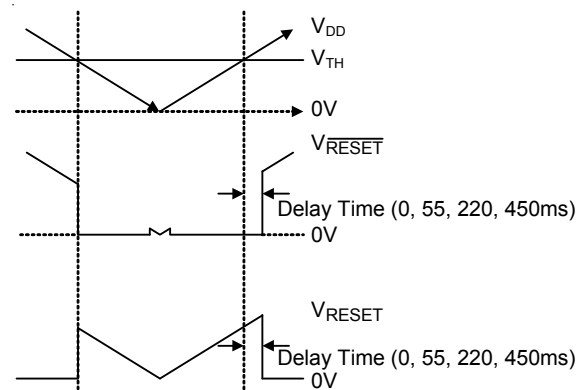 VDD
VTH
0V
VRESET
Delay Time (0, 55, 220, 450ms)
0V
VRESET
Delay Time (0, 55, 220, 450ms)
0V